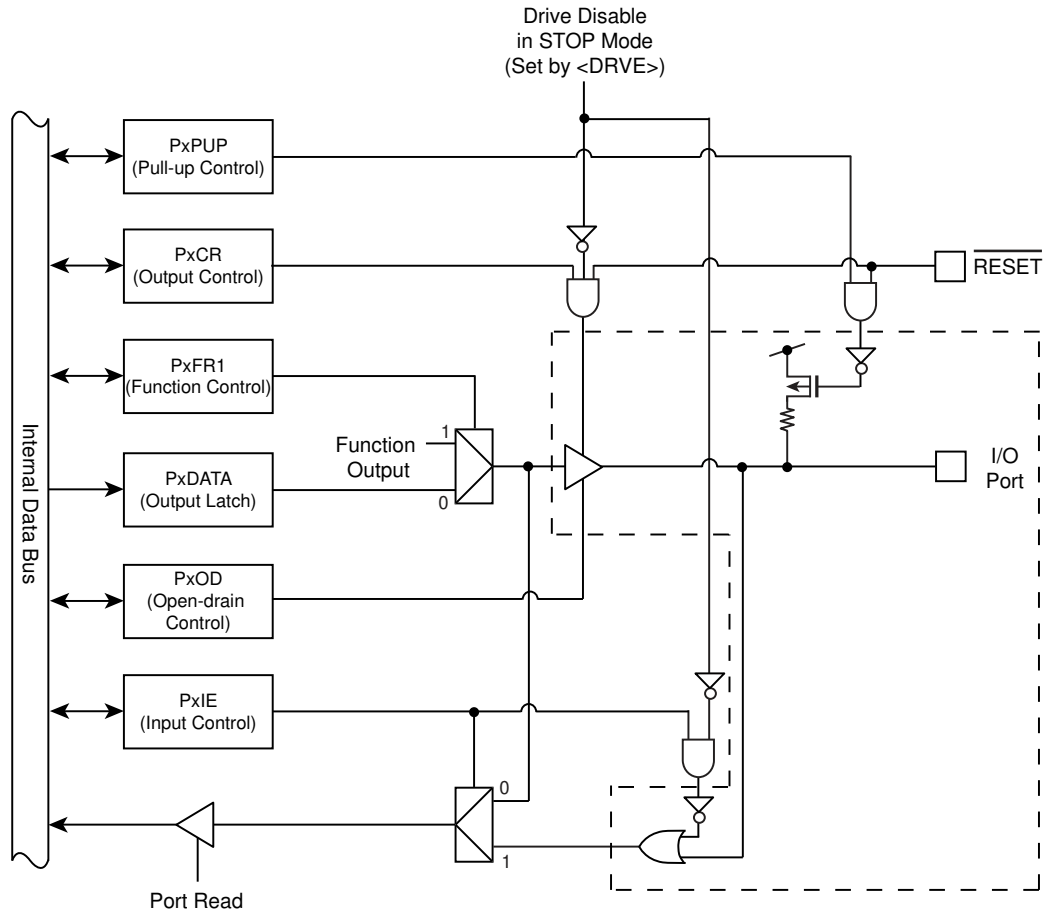 Drive Disable
in STOP Mode
(Set by <DRVE>)
PxPUP
(Pull-up Control)
PxCR
(Output Control)
RESET
PxFR1
(Function Control)
Internal Data Bus
1
Function
Output
0
PxDATA
(Output Latch)
I/O
Port
PxOD
(Open-drain
Control)
PxIE
(Input Control)
0
1
Port Read